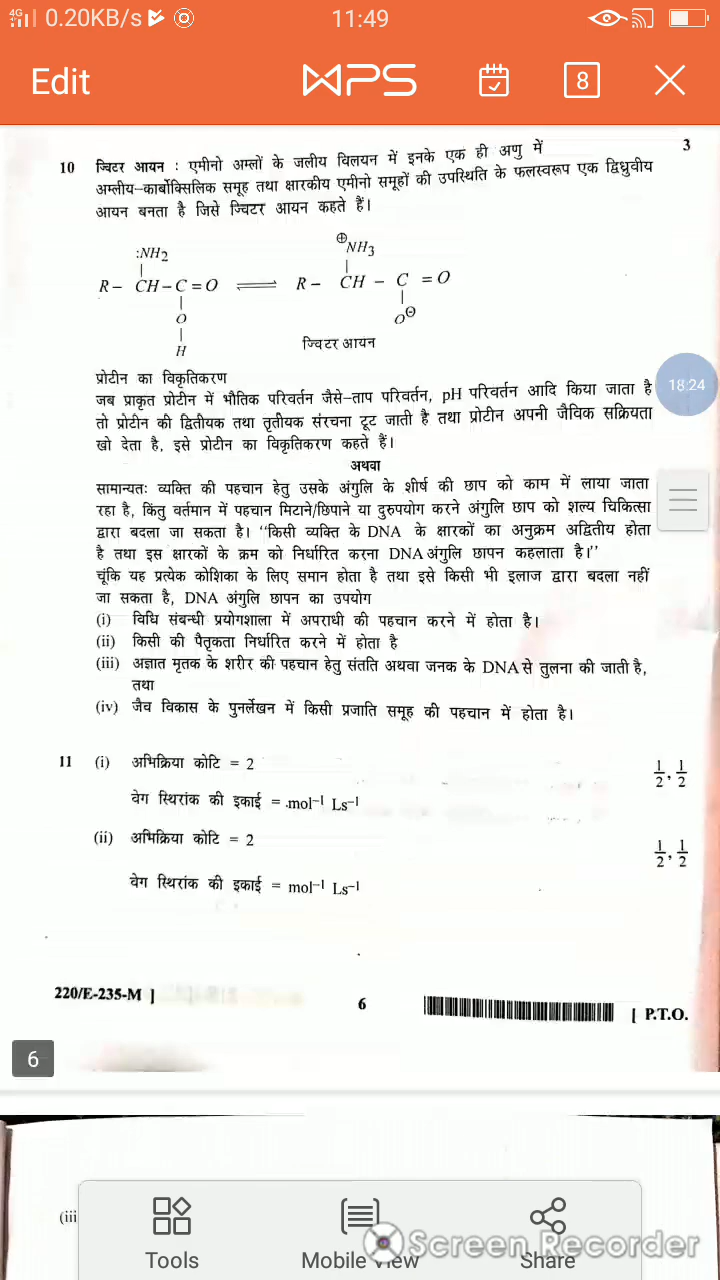 4G 0.20KB/s 11:49
Edit WPS 8
3
10 ज्विटर आयन : एमीनो अम्लों के जलीय विलयन में इनके एक ही अणु में
अम्लीय-कार्बोक्सिलिक समूह तथा क्षारकीय एमीनो समूहों की उपस्थिति के फलस्वरूप एक द्विध्रुवीय
आयन बनता है जिसे ज्विटर आयन कहते हैं।
:NH2 ⊕NH3
| |
R – CH – C = O ⇌ R – CH – C = O
| |
O O⊖
|
H ज्विटर आयन
प्रोटीन का विकृतिकरण
18:24
जब प्राकृत प्रोटीन में भौतिक परिवर्तन जैसे-ताप परिवर्तन, pH परिवर्तन आदि किया जाता है
तो प्रोटीन की द्वितीयक तथा तृतीयक संरचना टूट जाती है तथा प्रोटीन अपनी जैविक सक्रियता
खो देता है, इसे प्रोटीन का विकृतिकरण कहते हैं।
अथवा
सामान्यतः व्यक्ति की पहचान हेतु उसके अंगुलि के शीर्ष की छाप को काम में लाया जाता
रहा है, किंतु वर्तमान में पहचान मिटाने/छिपाने या दुरुपयोग करने अंगुलि छाप को शल्य चिकित्सा
द्वारा बदला जा सकता है। “किसी व्यक्ति के DNA के क्षारकों का अनुक्रम अद्वितीय होता
है तथा इस क्षारकों के क्रम को निर्धारित करना DNA अंगुलि छापन कहलाता है।”
चूंकि यह प्रत्येक कोशिका के लिए समान होता है तथा इसे किसी भी इलाज द्वारा बदला नहीं
जा सकता है, DNA अंगुलि छापन का उपयोग
(i) विधि संबन्धी प्रयोगशाला में अपराधी की पहचान करने में होता है।
(ii) किसी की पैतृकता निर्धारित करने में होता है
(iii) अज्ञात मृतक के शरीर की पहचान हेतु संतति अथवा जनक के DNA से तुलना की जाती है,
तथा
(iv) जैव विकास के पुनर्लेखन में किसी प्रजाति समूह की पहचान में होता है।
11 (i) अभिक्रिया कोटि = 2 1/2, 1/2
वेग स्थिरांक की इकाई = mol⁻¹ Ls⁻¹
(ii) अभिक्रिया कोटि = 2 1/2, 1/2
वेग स्थिरांक की इकाई = mol⁻¹ Ls⁻¹
220/E-235-M ] 6 [ P.T.O.
6
(iii
Tools Mobile View Share
Screen Recorder